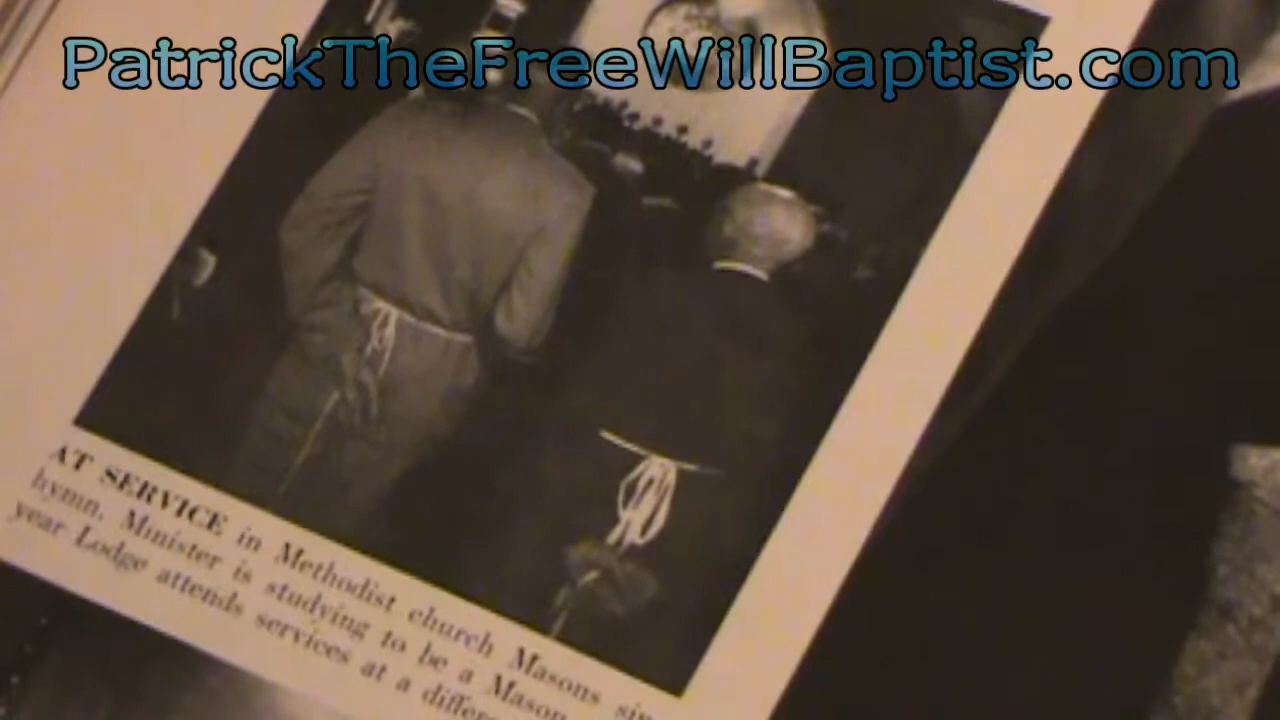 PatrickTheFreeWillBaptist.com
AT SERVICE in Methodist church Masons
hymn. Minister is studying to be a Mason
year Lodge attends services at a